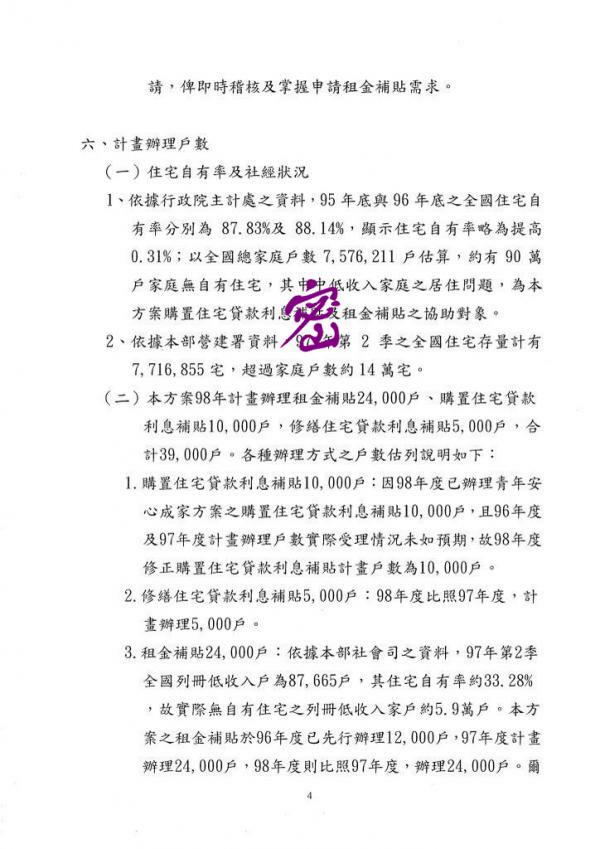 請，俾即時稽核及掌握申請租金補貼需求。
六、計畫辦理戶數
（一）住宅自有率及社經狀況
1、依據行政院主計處之資料，95 年底與 96 年底之全國住宅自
有率分別為 87.83%及 88.14%，顯示住宅自有率略為提高
0.31%；以全國總家庭戶數 7,576,211 戶估算，約有 90 萬
戶家庭無自有住宅，其中中低收入家庭之居住問題，為本
方案購置住宅貸款利息補貼及租金補貼之協助對象。
密
2、依據本部營建署資料，97 年第 2 季之全國住宅存量計有
7,716,855 宅，超過家庭戶數約 14 萬宅。
（二）本方案98年計畫辦理租金補貼24,000戶、購置住宅貸款
利息補貼10,000戶，修繕住宅貸款利息補貼5,000戶，合
計39,000戶。各種辦理方式之戶數估列說明如下：
1.購置住宅貸款利息補貼10,000戶：因98年度已辦理青年安
心成家方案之購置住宅貸款利息補貼10,000戶，且96年度
及97年度計畫辦理戶數實際受理情況未如預期，故98年度
修正購置住宅貸款利息補貼計畫戶數為10,000戶。
2.修繕住宅貸款利息補貼5,000戶：98年度比照97年度，計
畫辦理5,000戶。
3.租金補貼24,000戶：依據本部社會司之資料，97年第2季
全國列冊低收入戶為87,665戶，其住宅自有率約33.28%
，故實際無自有住宅之列冊低收入家戶約5.9萬戶。本方
案之租金補貼於96年度已先行辦理12,000戶，97年度計畫
辦理24,000戶，98年度則比照97年度，辦理24,000戶。爾
4